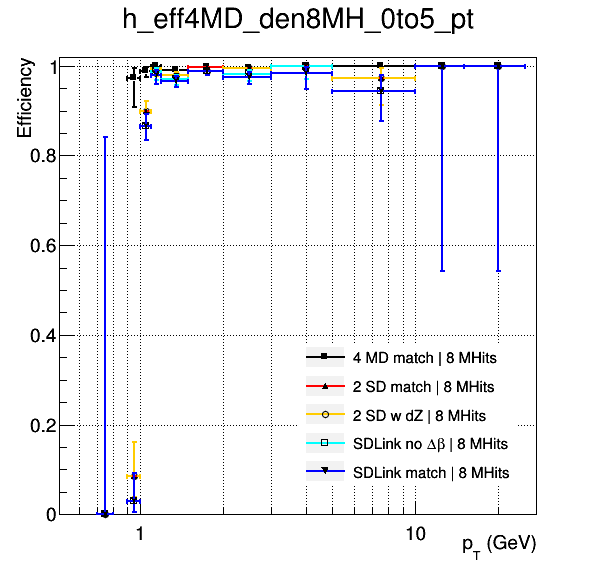 h_eff4MD_den8MH_0to5_pt
Efficiency
1
0.8
0.6
0.4
0.2
0
4 MD match | 8 MHits
2 SD match | 8 MHits
2 SD w dZ | 8 MHits
SDLink no Δβ | 8 MHits
SDLink match | 8 MHits
1
10
p_T (GeV)